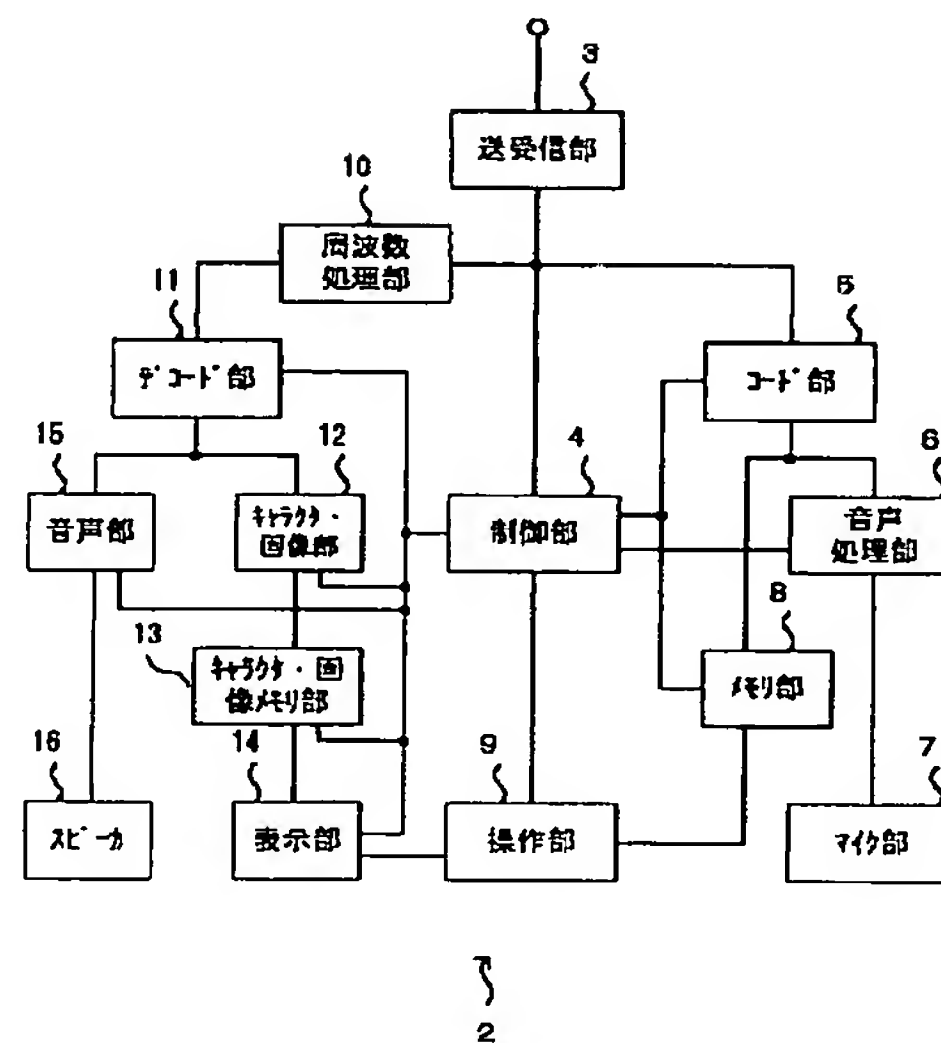 3
送受信部
10
周波数
処理部
11
5
デコード部
コード部
15
12
4
6
音声部
キャラクタ・
画像部
制御部
音声
処理部
13
8
キャラクタ・画
像メモリ部
メモリ部
16
14
9
7
スピーカ
表示部
操作部
マイク部
2